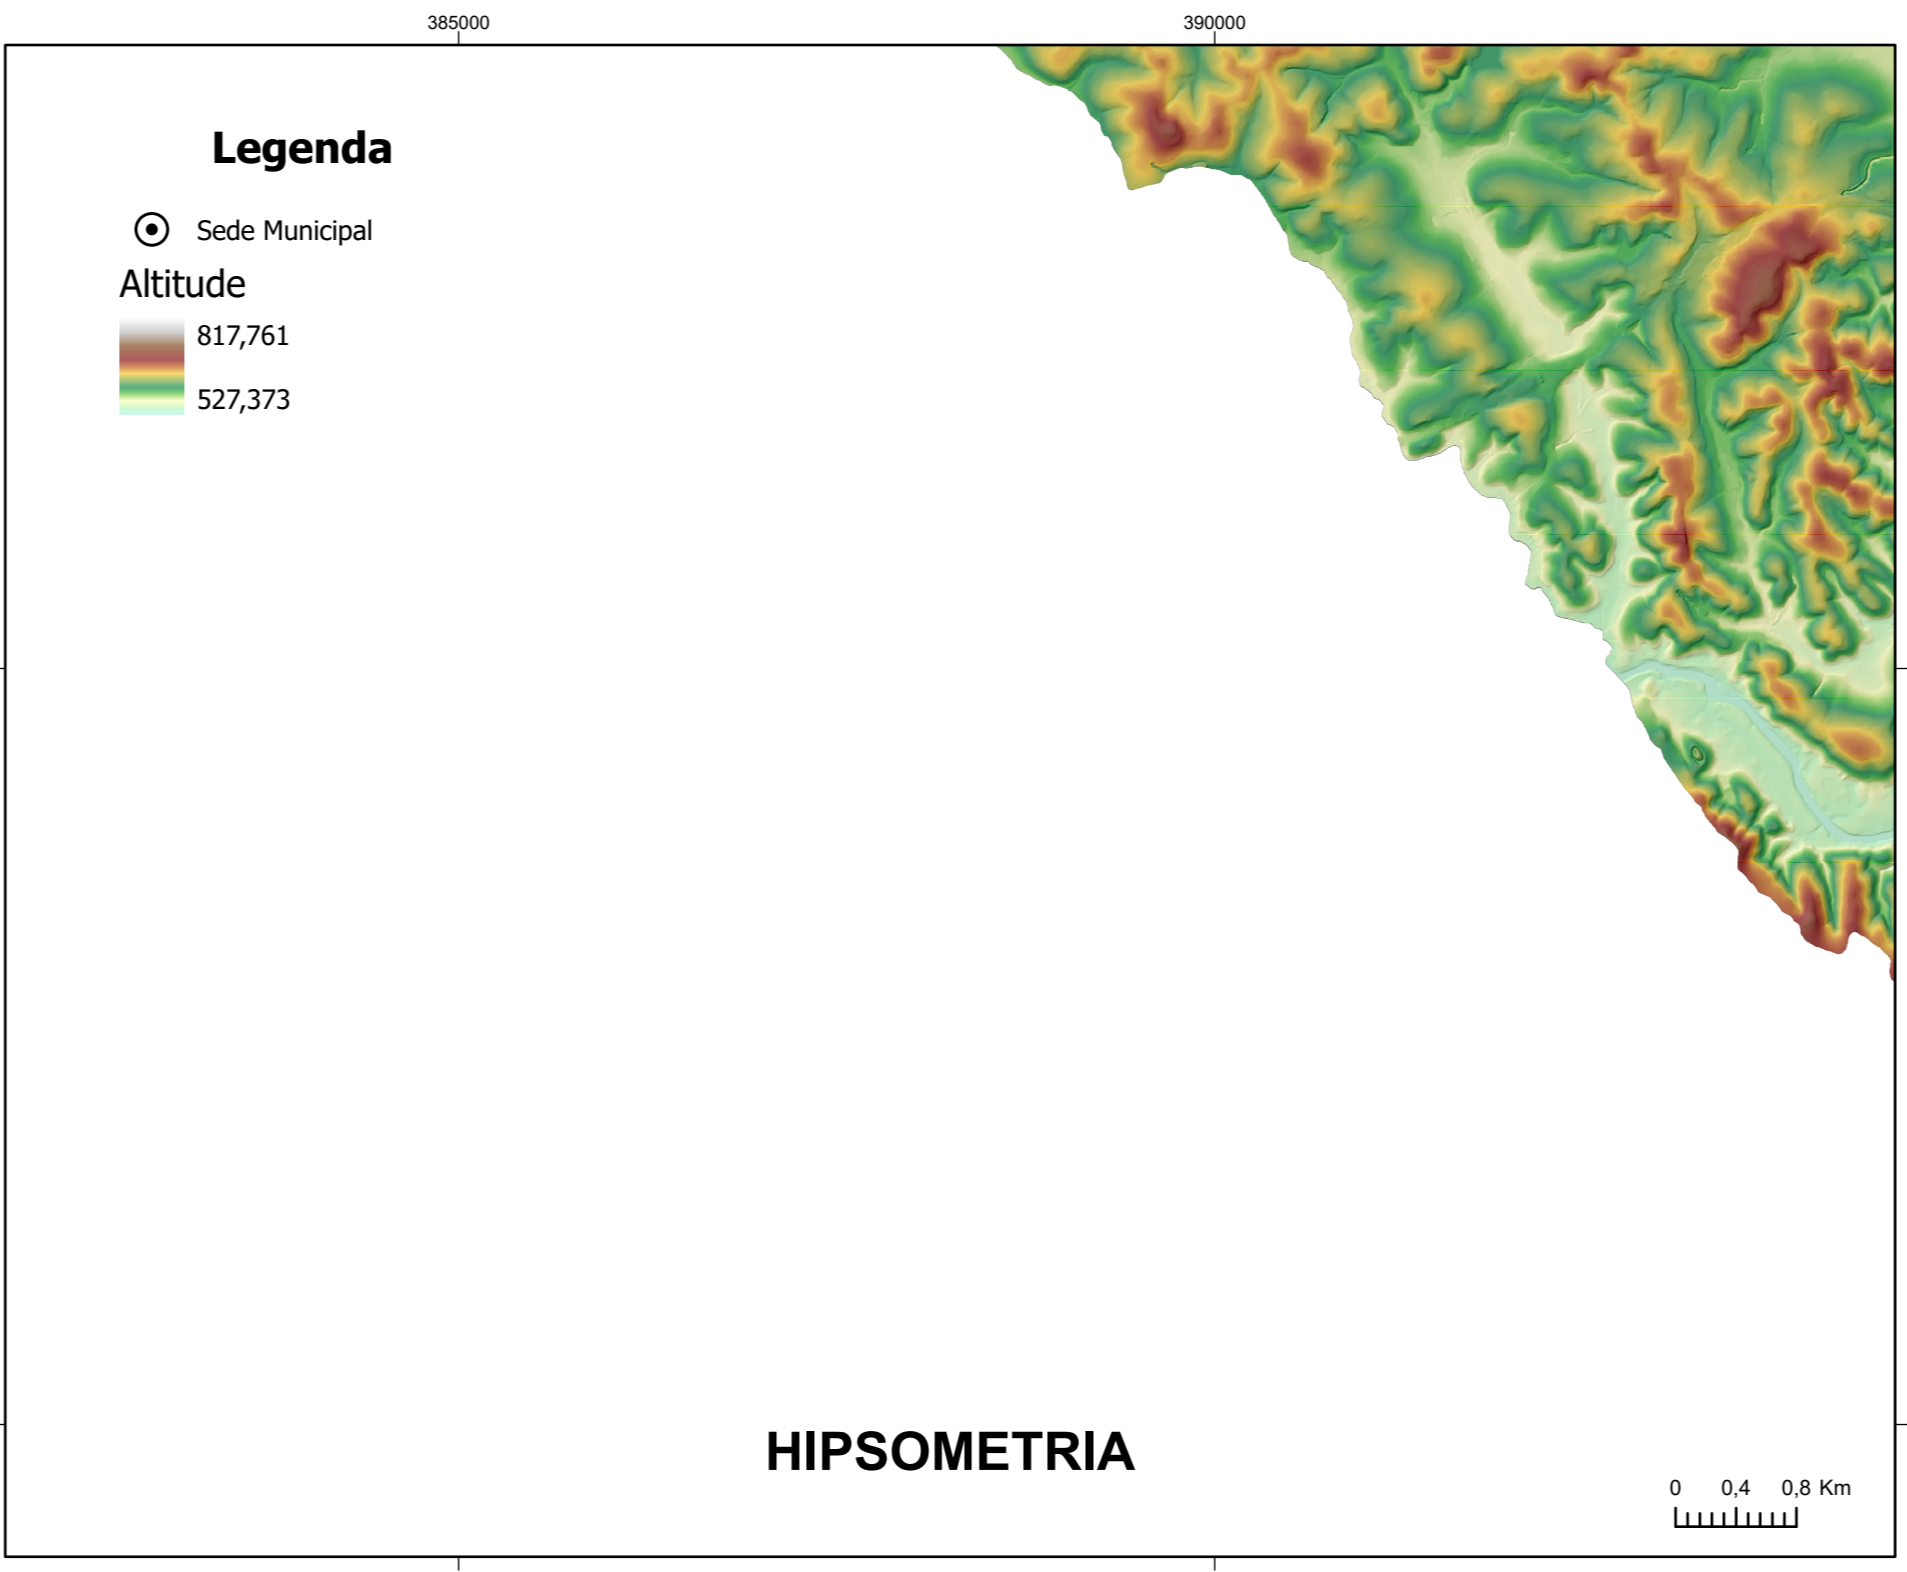 385000 390000
Legenda
Sede Municipal
Altitude
817,761
527,373
HIPSOMETRIA
0 0,4 0,8 Km